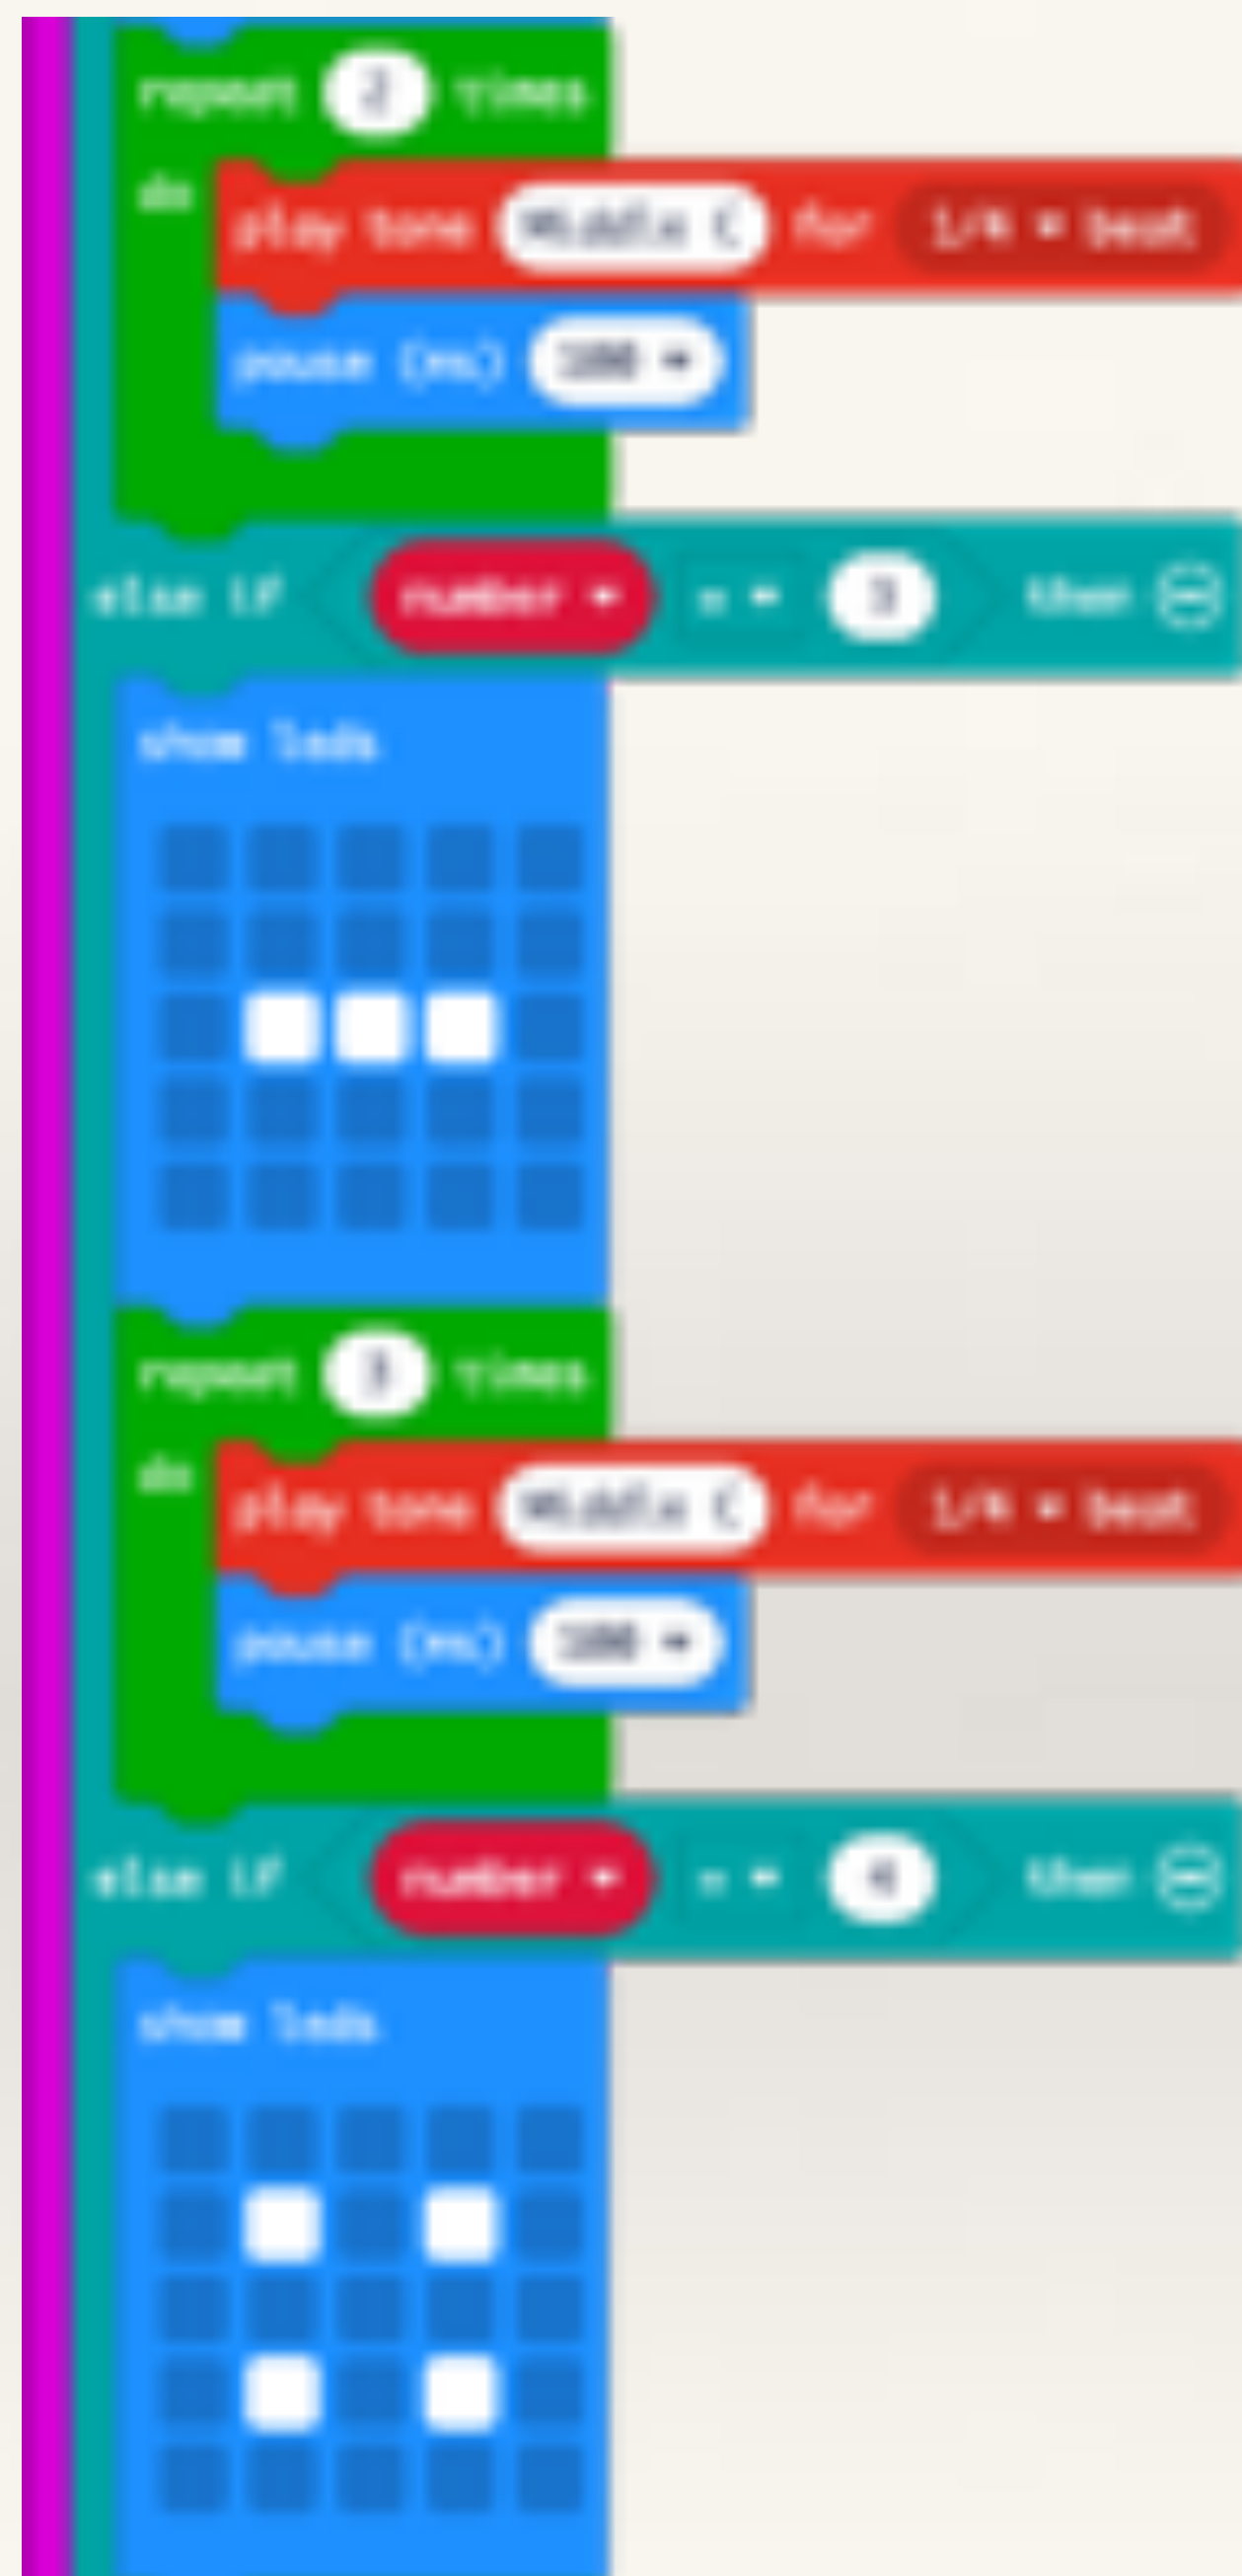 repeat 2 times
do
play tone Middle C for 1/4 beat
pause (ms) 100
else if number = 3 then
show leds
repeat 3 times
do
play tone Middle C for 1/4 beat
pause (ms) 100
else if number = 4 then
show leds